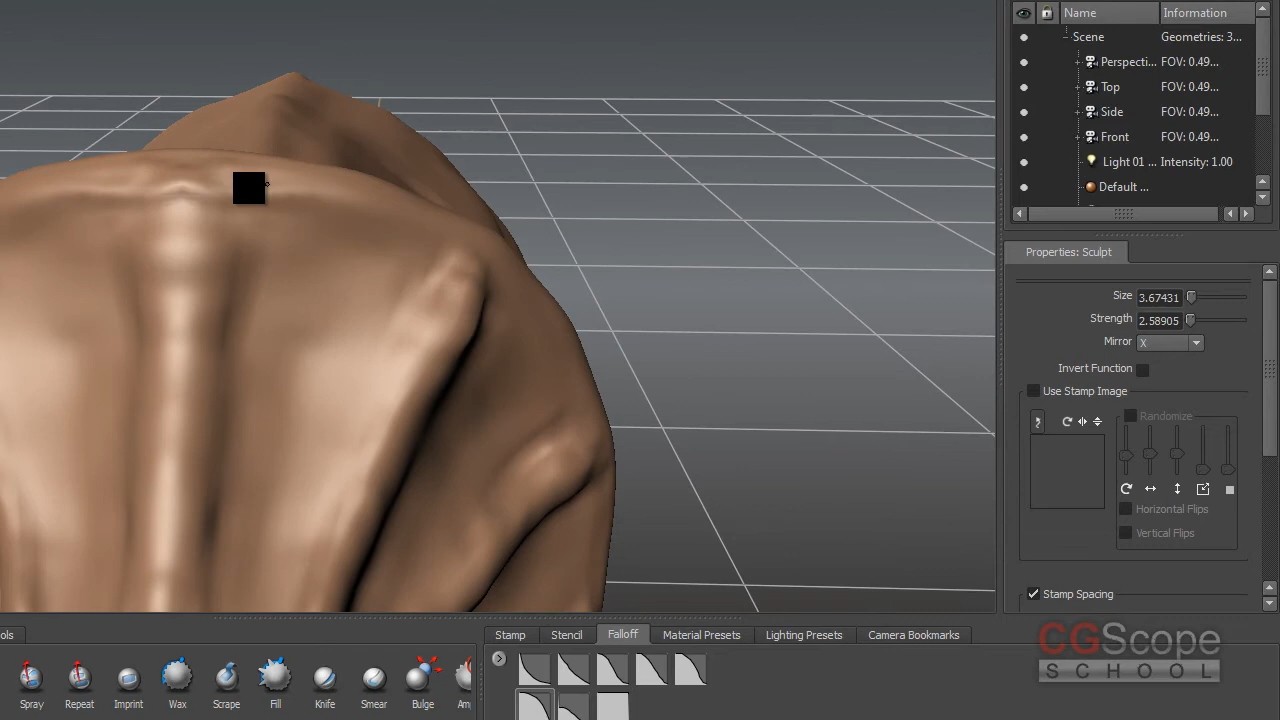 Name Information
Scene Geometries: 3...
Perspecti... FOV: 0.49...
Top FOV: 0.49...
Side FOV: 0.49...
Front FOV: 0.49...
Light 01 ... Intensity: 1.00
Default ...
Properties: Sculpt
Size 3.67431
Strength 2.58905
Mirror X
Invert Function
Use Stamp Image
Randomize
Horizontal Flips
Vertical Flips
Stamp Spacing
ols
Stamp Stencil Falloff Material Presets Lighting Presets Camera Bookmarks
Spray Repeat Imprint Wax Scrape Fill Knife Smear Bulge Am
CGScope
SCHOOL